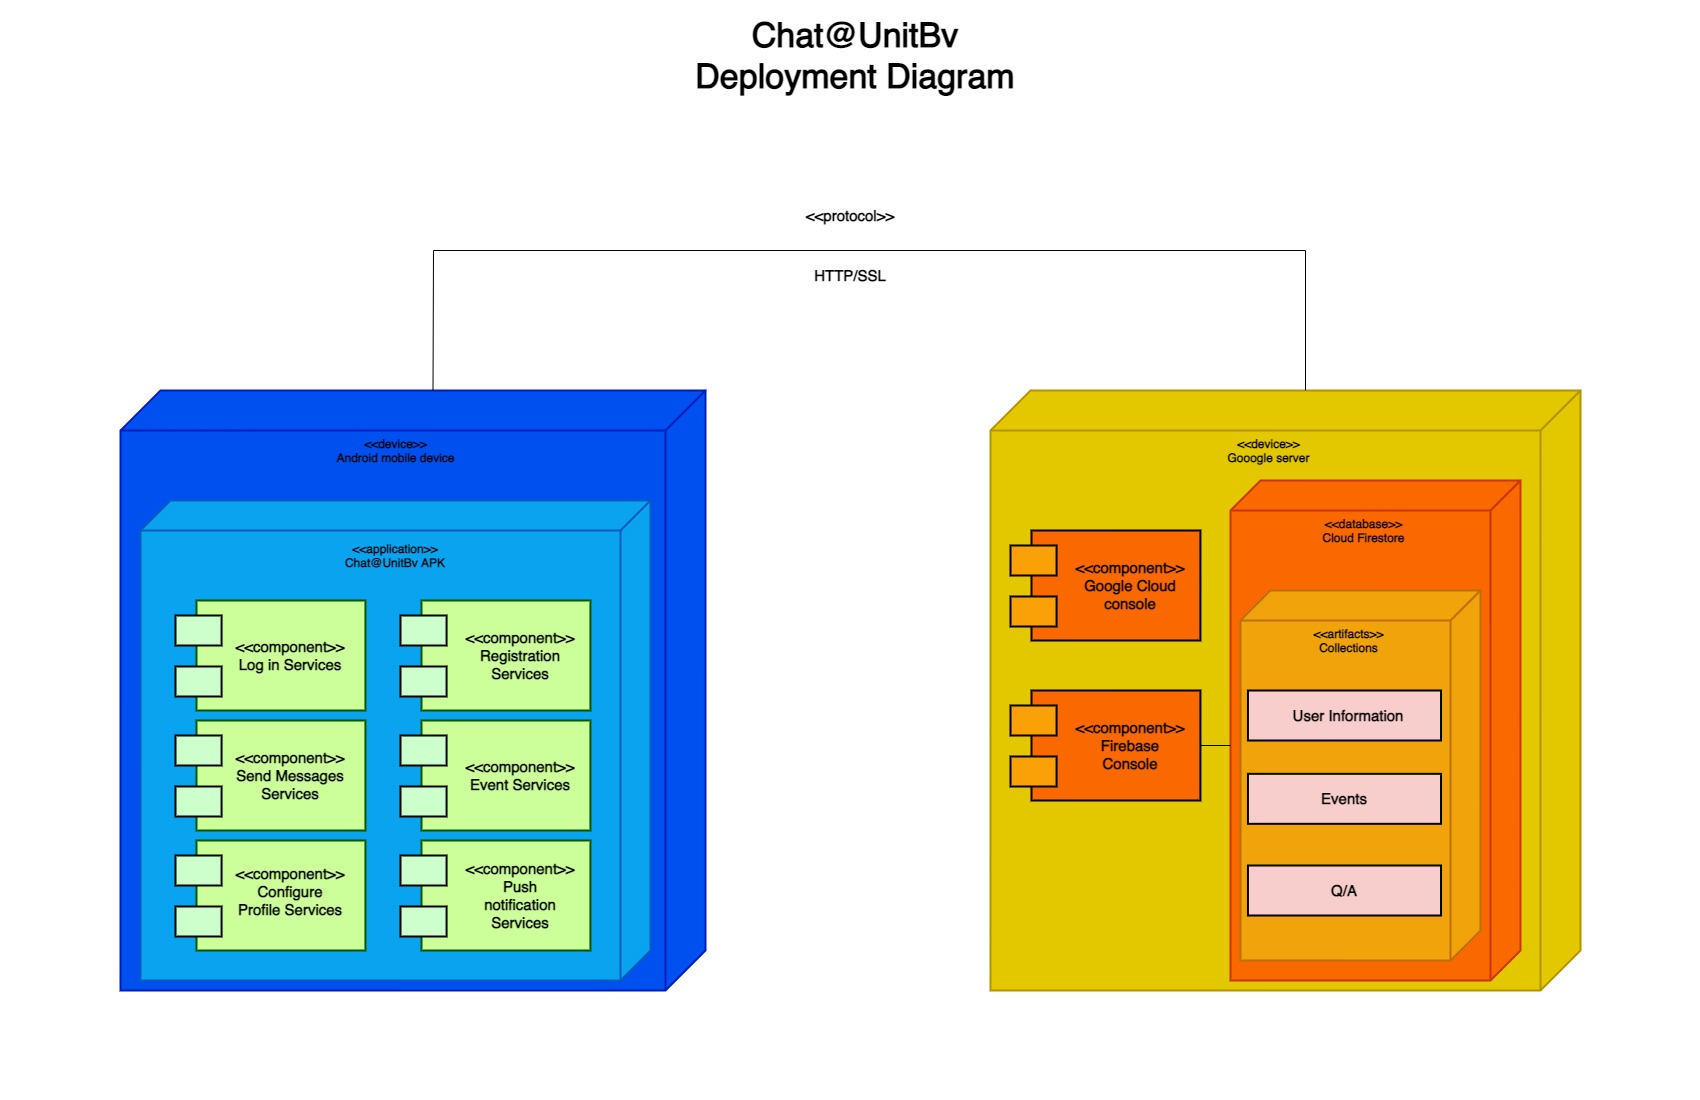 Chat@UnitBv
Deployment Diagram
<<protocol>>
HTTP/SSL
<<device>>
Android mobile device
<<application>>
Chat@UnitBv APK
<<component>>
Log in Services
<<component>>
Registration
Services
<<component>>
Send Messages
Services
<<component>>
Event Services
<<component>>
Configure
Profile Services
<<component>>
Push
notification
Services
<<device>>
Gooogle server
<<component>>
Google Cloud
console
<<component>>
Firebase
Console
<<database>>
Cloud Firestore
<<artifacts>>
Collections
User Information
Events
Q/A